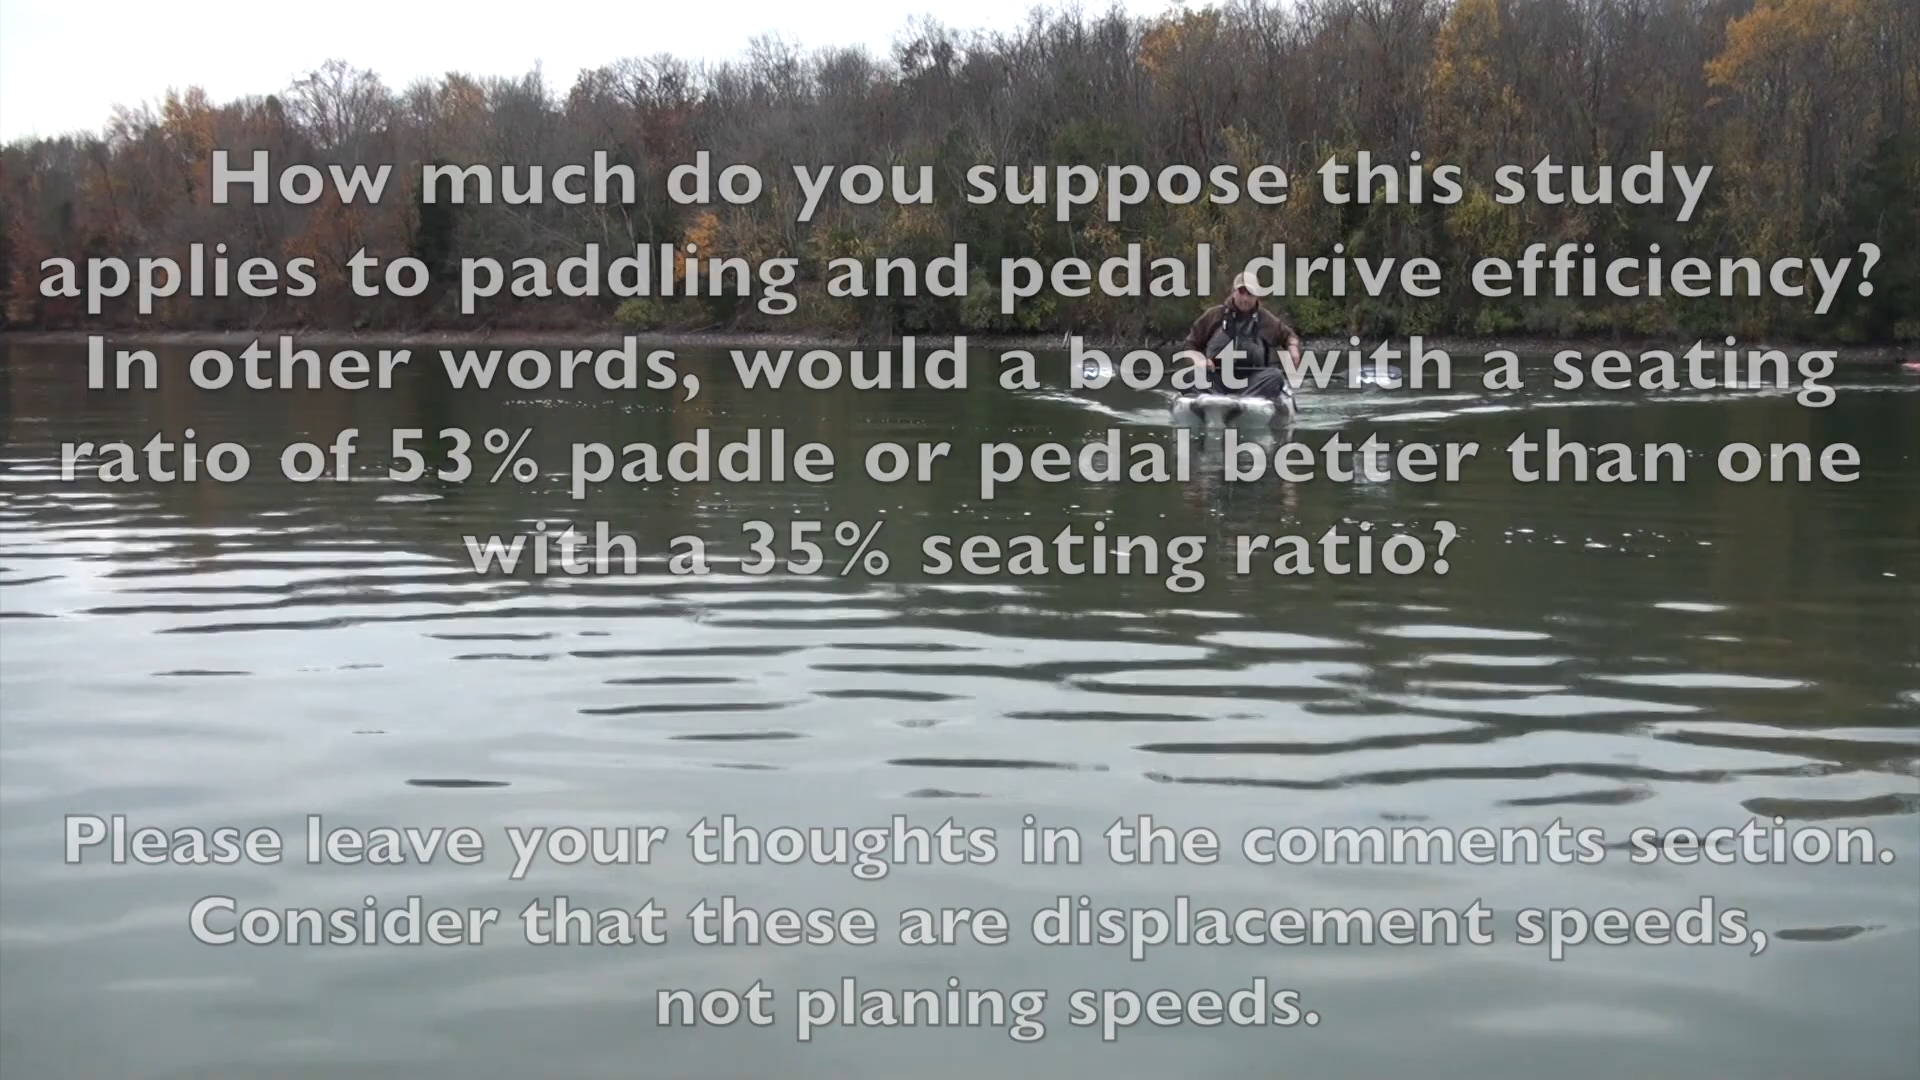 How much do you suppose this study
applies to paddling and pedal drive efficiency?
In other words, would a boat with a seating
ratio of 53% paddle or pedal better than one
with a 35% seating ratio?
Please leave your thoughts in the comments section.
Consider that these are displacement speeds,
not planing speeds.